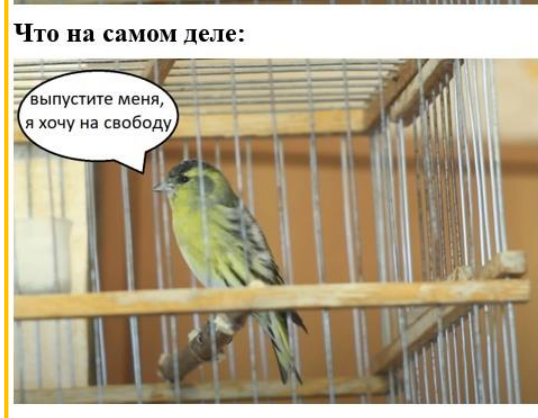 Что на самом деле:
выпустите меня,
я хочу на свободу